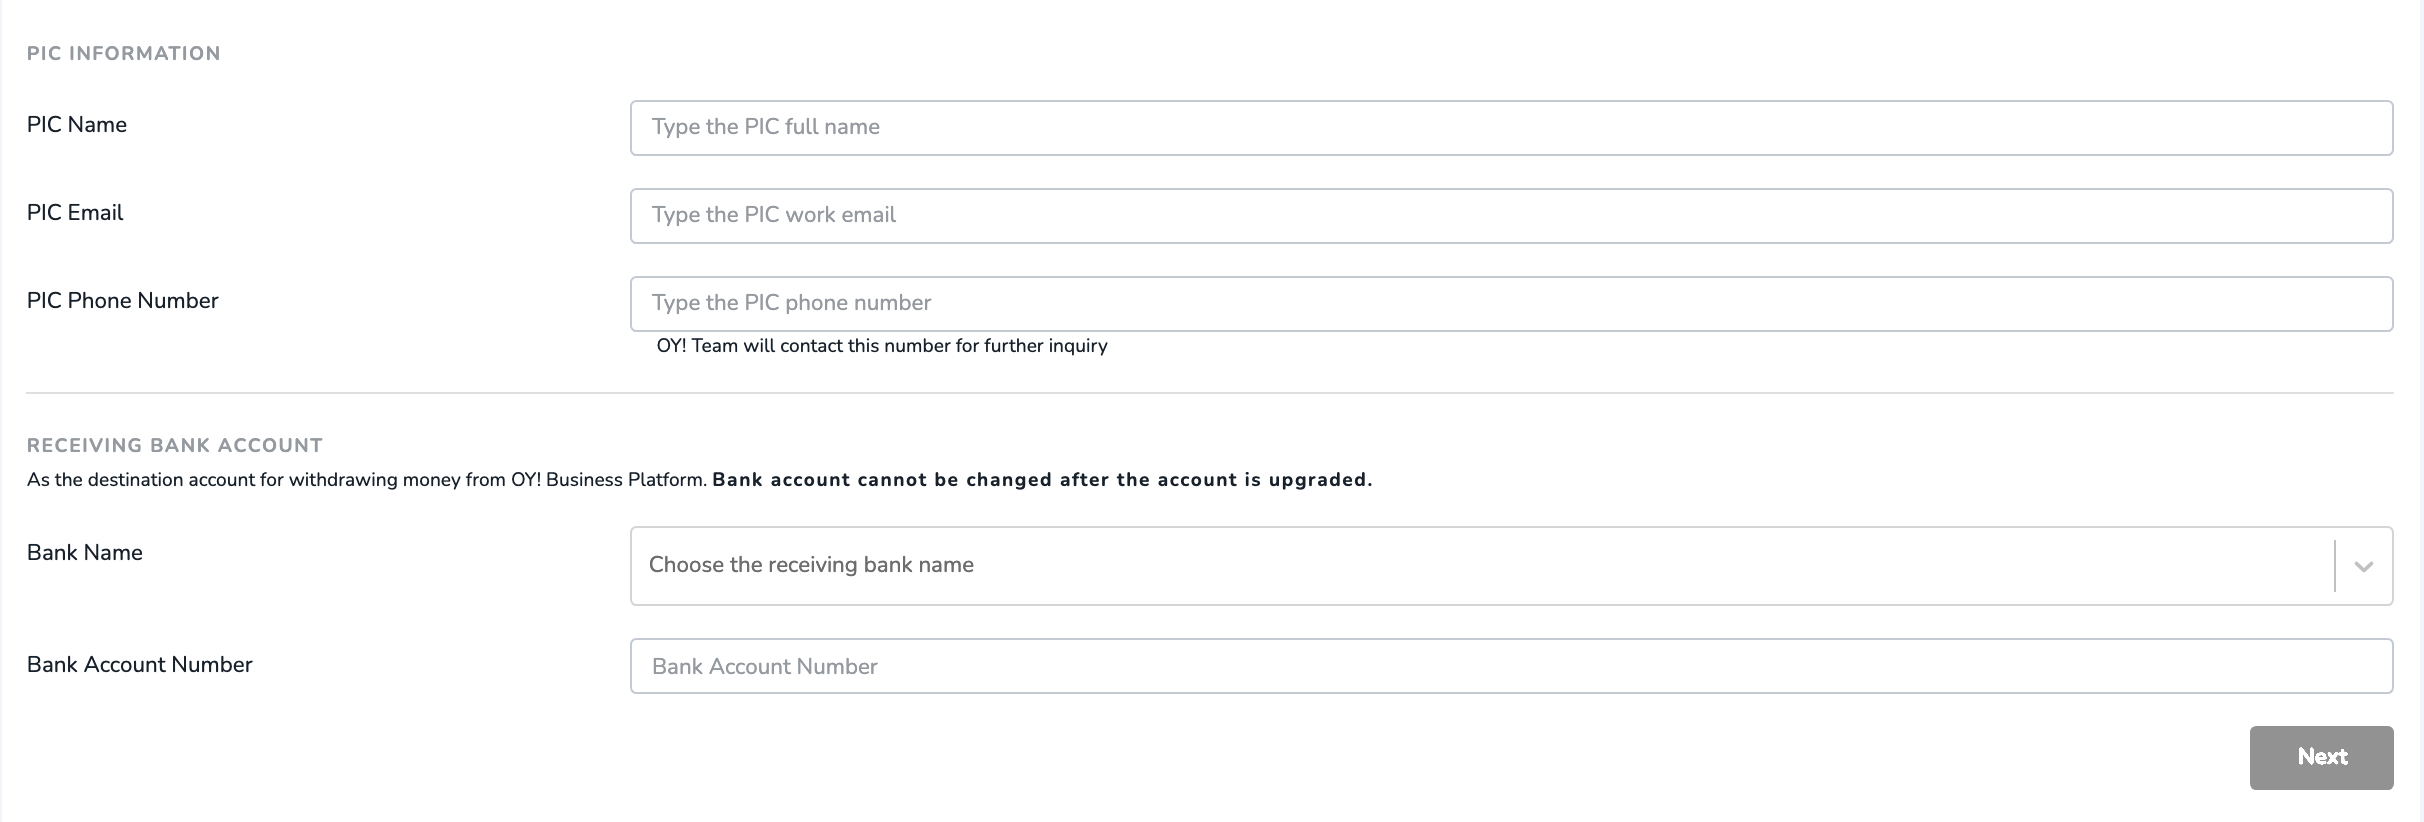 PIC INFORMATION
PIC Name
Type the PIC full name
PIC Email
Type the PIC work email
PIC Phone Number
Type the PIC phone number
OY! Team will contact this number for further inquiry
RECEIVING BANK ACCOUNT
As the destination account for withdrawing money from OY! Business Platform. Bank account cannot be changed after the account is upgraded.
Bank Name
Choose the receiving bank name
Bank Account Number
Bank Account Number
Next